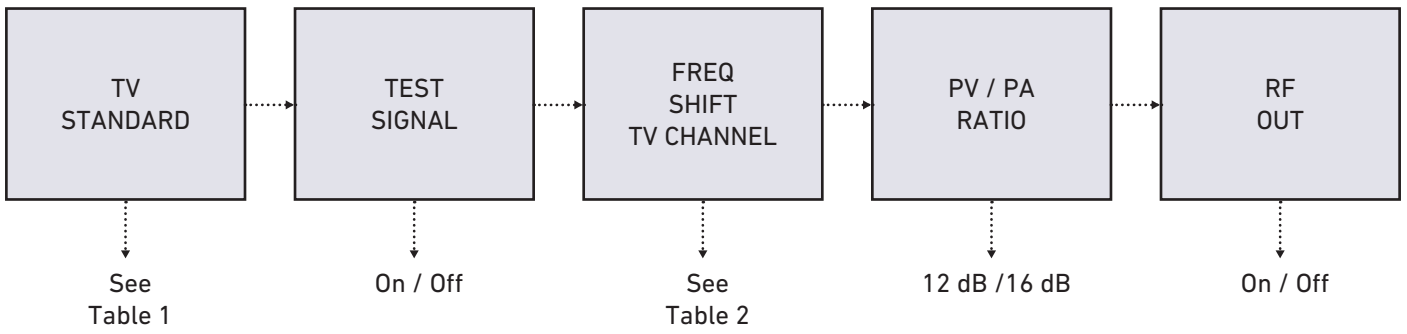 TV
STANDARD
TEST
SIGNAL
FREQ
SHIFT
TV CHANNEL
PV / PA
RATIO
RF
OUT
See
Table 1
On / Off
See
Table 2
12 dB /16 dB
On / Off